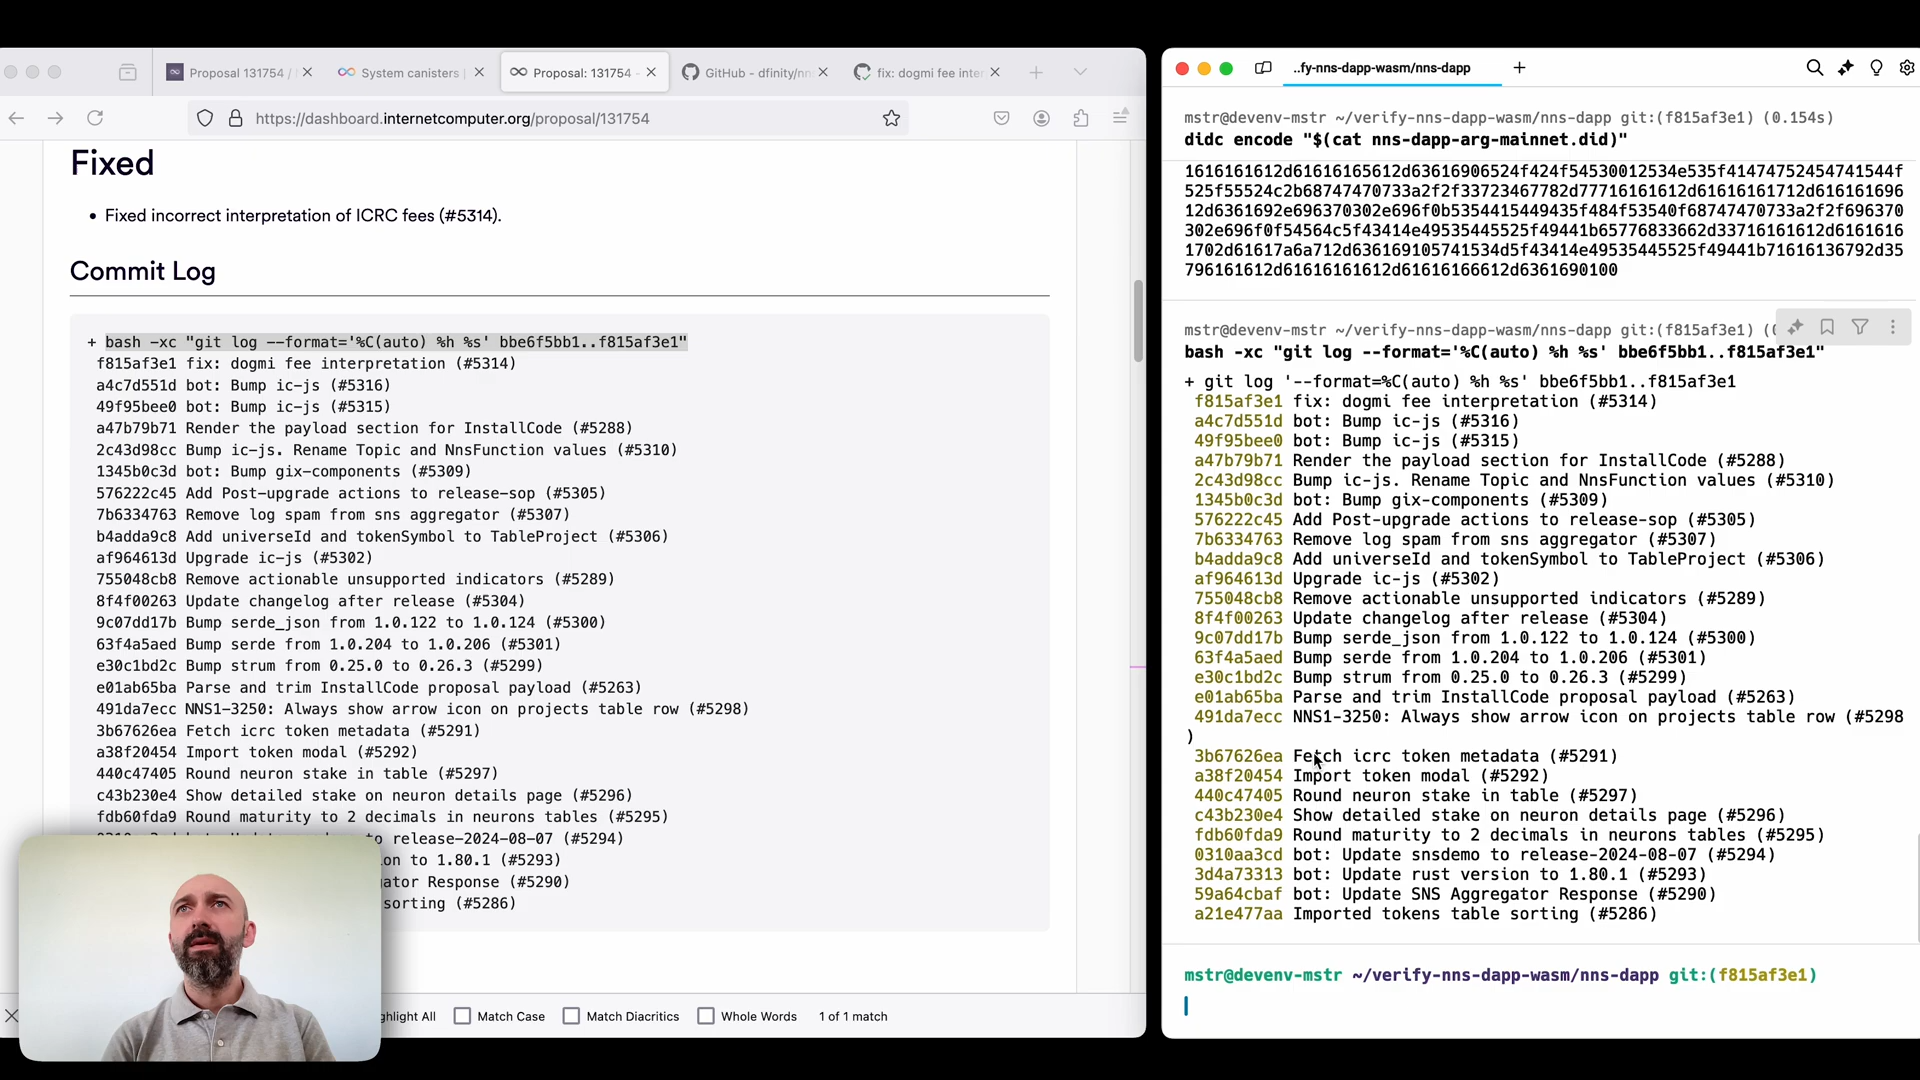 Proposal 131754 /
System canisters
Proposal: 131754 -
GitHub - dfinity/nn
fix: dogmi fee inte
https://dashboard.internetcomputer.org/proposal/131754
Fixed
• Fixed incorrect interpretation of ICRC fees (#5314).
Commit Log
+ bash -xc "git log --format='%C(auto) %h %s' bbe6f5bb1..f815af3e1"
f815af3e1 fix: dogmi fee interpretation (#5314)
a4c7d551d bot: Bump ic-js (#5316)
49f95bee0 bot: Bump ic-js (#5315)
a47b79b71 Render the payload section for InstallCode (#5288)
2c43d98cc Bump ic-js. Rename Topic and NnsFunction values (#5310)
1345b0c3d bot: Bump gix-components (#5309)
576222c45 Add Post-upgrade actions to release-sop (#5305)
7b6334763 Remove log spam from sns aggregator (#5307)
b4adda9c8 Add universeId and tokenSymbol to TableProject (#5306)
af964613d Upgrade ic-js (#5302)
755048cb8 Remove actionable unsupported indicators (#5289)
8f4f00263 Update changelog after release (#5304)
9c07dd17b Bump serde_json from 1.0.122 to 1.0.124 (#5300)
63f4a5aed Bump serde from 1.0.204 to 1.0.206 (#5301)
e30c1bd2c Bump strum from 0.25.0 to 0.26.3 (#5299)
e01ab65ba Parse and trim InstallCode proposal payload (#5263)
491da7ecc NNS1-3250: Always show arrow icon on projects table row (#5298)
3b67626ea Fetch icrc token metadata (#5291)
a38f20454 Import token modal (#5292)
440c47405 Round neuron stake in table (#5297)
c43b230e4 Show detailed stake on neuron details page (#5296)
fdb60fda9 Round maturity to 2 decimals in neurons tables (#5295)
to release-2024-08-07 (#5294)
ion to 1.80.1 (#5293)
gator Response (#5290)
sorting (#5286)
ghlight All
Match Case
Match Diacritics
Whole Words
1 of 1 match
..fy-nns-dapp-wasm/nns-dapp
mstr@devenv-mstr ~/verify-nns-dapp-wasm/nns-dapp git:(f815af3e1) (0.154s)
didc encode "$(cat nns-dapp-arg-mainnet.did)"
1616161612d61616165612d63616906524f424f54530012534e535f41474752454741544f
525f55524c2b68747470733a2f2f33723467782d77716161612d61616161712d616161696
12d6361692e696370302e696f0b5354415449435f484f53540f68747470733a2f2f696370
302e696f0f54564c5f43414e49535445525f49441b65776833662d33716161612d6161616
1702d61617a6a712d636169105741534d5f43414e49535445525f49441b71616136792d35
796161612d61616161612d61616166612d6361690100
mstr@devenv-mstr ~/verify-nns-dapp-wasm/nns-dapp git:(f815af3e1) (0
bash -xc "git log --format='%C(auto) %h %s' bbe6f5bb1..f815af3e1"
+ git log '--format=%C(auto) %h %s' bbe6f5bb1..f815af3e1
f815af3e1 fix: dogmi fee interpretation (#5314)
a4c7d551d bot: Bump ic-js (#5316)
49f95bee0 bot: Bump ic-js (#5315)
a47b79b71 Render the payload section for InstallCode (#5288)
2c43d98cc Bump ic-js. Rename Topic and NnsFunction values (#5310)
1345b0c3d bot: Bump gix-components (#5309)
576222c45 Add Post-upgrade actions to release-sop (#5305)
7b6334763 Remove log spam from sns aggregator (#5307)
b4adda9c8 Add universeId and tokenSymbol to TableProject (#5306)
af964613d Upgrade ic-js (#5302)
755048cb8 Remove actionable unsupported indicators (#5289)
8f4f00263 Update changelog after release (#5304)
9c07dd17b Bump serde_json from 1.0.122 to 1.0.124 (#5300)
63f4a5aed Bump serde from 1.0.204 to 1.0.206 (#5301)
e30c1bd2c Bump strum from 0.25.0 to 0.26.3 (#5299)
e01ab65ba Parse and trim InstallCode proposal payload (#5263)
491da7ecc NNS1-3250: Always show arrow icon on projects table row (#5298
)
3b67626ea Fetch icrc token metadata (#5291)
a38f20454 Import token modal (#5292)
440c47405 Round neuron stake in table (#5297)
c43b230e4 Show detailed stake on neuron details page (#5296)
fdb60fda9 Round maturity to 2 decimals in neurons tables (#5295)
0310aa3cd bot: Update snsdemo to release-2024-08-07 (#5294)
3d4a73313 bot: Update rust version to 1.80.1 (#5293)
59a64cbaf bot: Update SNS Aggregator Response (#5290)
a21e477aa Imported tokens table sorting (#5286)
mstr@devenv-mstr ~/verify-nns-dapp-wasm/nns-dapp git:(f815af3e1)